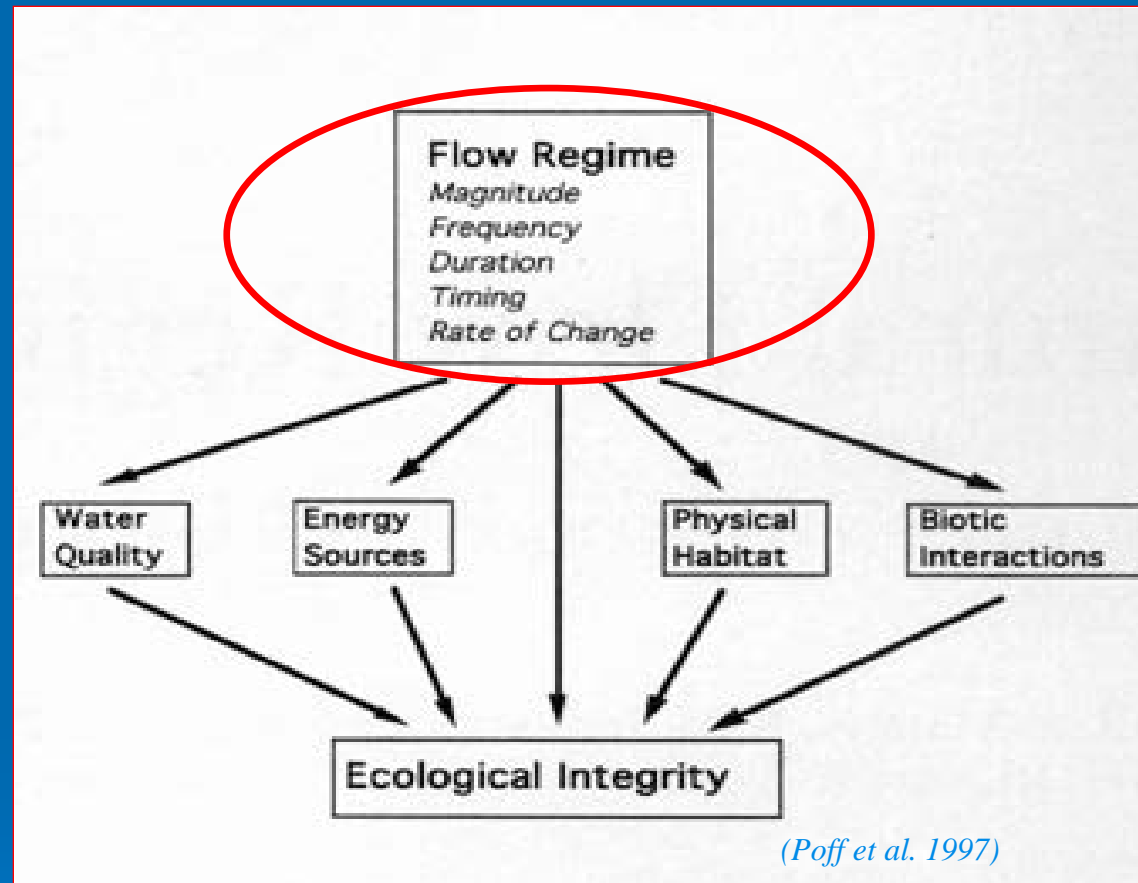 Flow Regime
Magnitude
Frequency
Duration
Timing
Rate of Change
Water
Quality
Energy
Sources
Physical
Habitat
Biotic
Interactions
Ecological Integrity
(Poff et al. 1997)